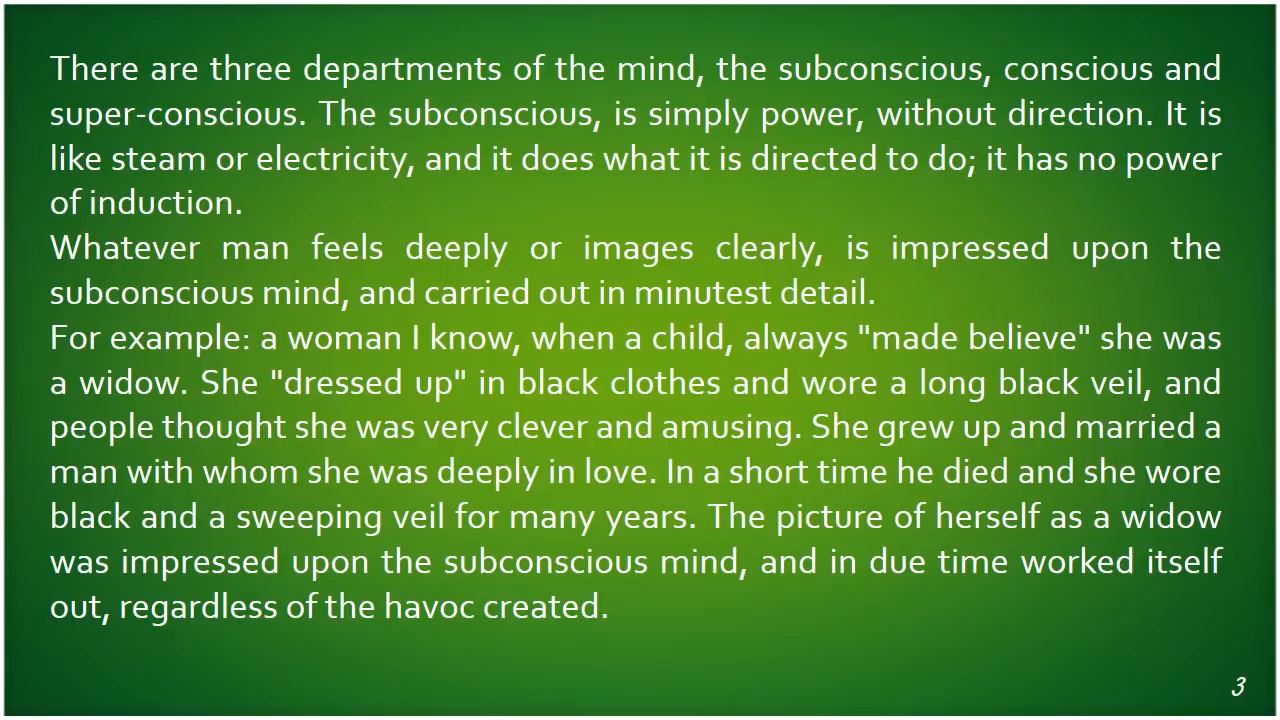 There are three departments of the mind, the subconscious, conscious and
super-conscious. The subconscious, is simply power, without direction. It is
like steam or electricity, and it does what it is directed to do; it has no power
of induction.
Whatever man feels deeply or images clearly, is impressed upon the
subconscious mind, and carried out in minutest detail.
For example: a woman I know, when a child, always "made believe" she was
a widow. She "dressed up" in black clothes and wore a long black veil, and
people thought she was very clever and amusing. She grew up and married a
man with whom she was deeply in love. In a short time he died and she wore
black and a sweeping veil for many years. The picture of herself as a widow
was impressed upon the subconscious mind, and in due time worked itself
out, regardless of the havoc created.
3